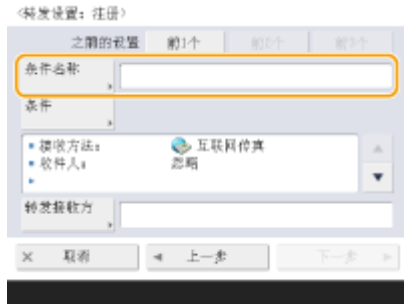 <转发设置：注册>
之前的设置 前1个 前2个 前3个
条件名称
条件
接收方法： 互联网传真
收件人： 忽略
转发接收方
× 取消 ◄ 上一步 下一步 ►